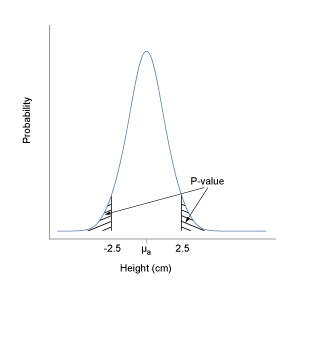 Probability
P-value
-2.5 μa 2.5
Height (cm)